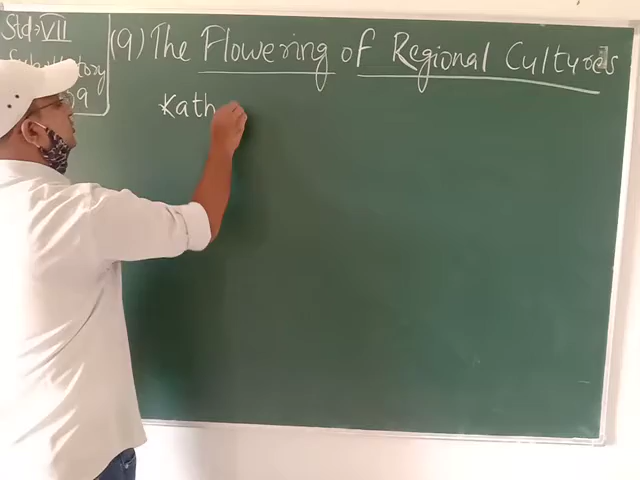 Std→VII
(9) The Flowering of Regional Cultures
Kath